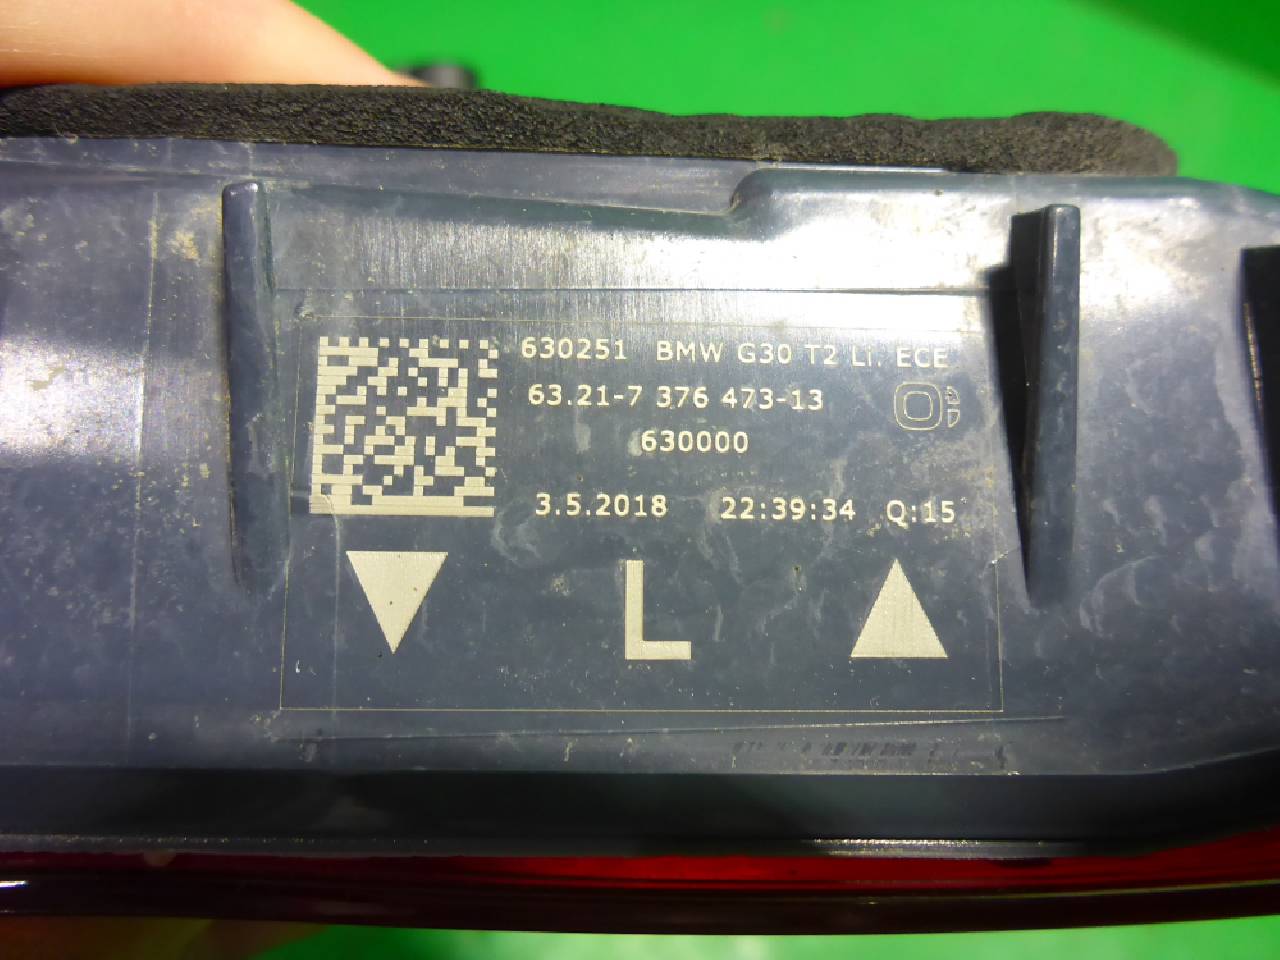 630251 BMW G30 T2 Li. ECE
63.21-7 376 473-13
630000
3.5.2018 22:39:34 Q:15
L